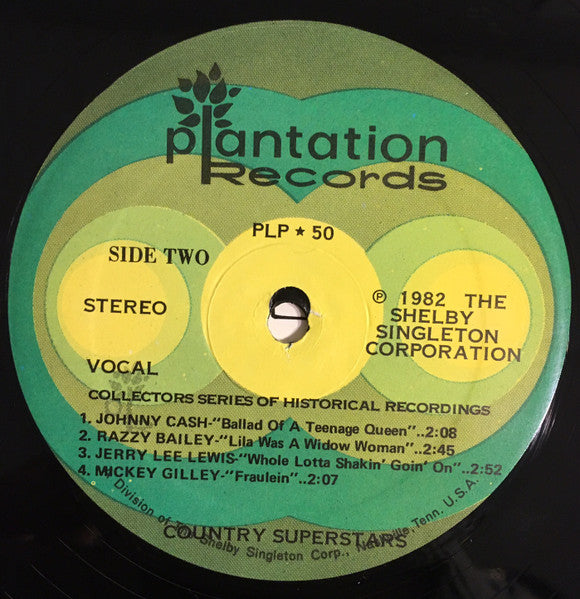 plantation
Records
PLP ★ 50
SIDE TWO
STEREO
℗ 1982 THE
SHELBY
SINGLETON
CORPORATION
VOCAL
COLLECTORS SERIES OF HISTORICAL RECORDINGS
1. JOHNNY CASH-"Ballad Of A Teenage Queen"..2:08
2. RAZZY BAILEY-"Lila Was A Widow Woman"..2:45
3. JERRY LEE LEWIS-"Whole Lotta Shakin' Goin' On"..2:52
4. MICKEY GILLEY-"Fraulein"..2:07
COUNTRY SUPERSTARS
A Division of The Shelby Singleton Corp., Nashville, Tenn. U.S.A.